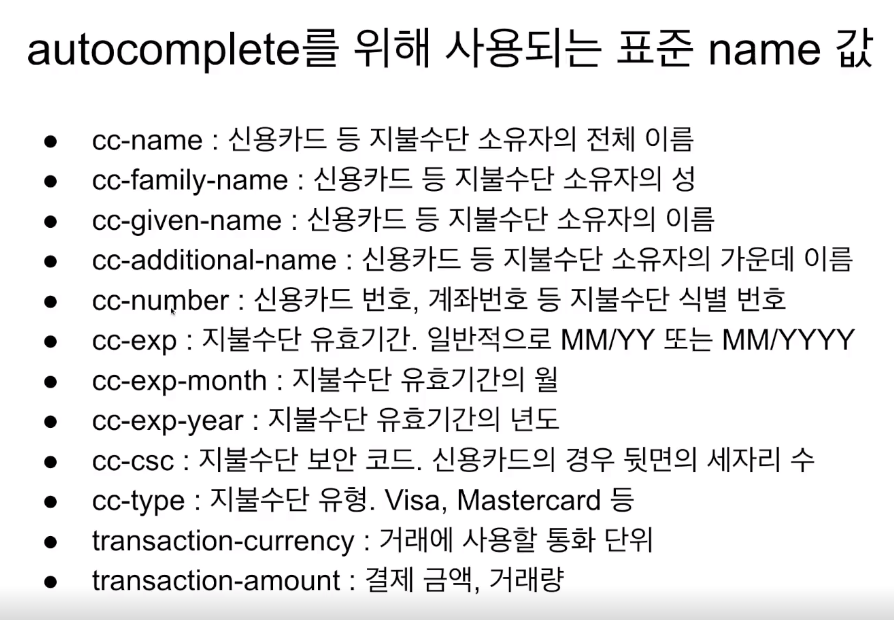 autocomplete를 위해 사용되는 표준 name 값
● cc-name : 신용카드 등 지불수단 소유자의 전체 이름
● cc-family-name : 신용카드 등 지불수단 소유자의 성
● cc-given-name : 신용카드 등 지불수단 소유자의 이름
● cc-additional-name : 신용카드 등 지불수단 소유자의 가운데 이름
● cc-number : 신용카드 번호, 계좌번호 등 지불수단 식별 번호
● cc-exp : 지불수단 유효기간. 일반적으로 MM/YY 또는 MM/YYYY
● cc-exp-month : 지불수단 유효기간의 월
● cc-exp-year : 지불수단 유효기간의 년도
● cc-csc : 지불수단 보안 코드. 신용카드의 경우 뒷면의 세자리 수
● cc-type : 지불수단 유형. Visa, Mastercard 등
● transaction-currency : 거래에 사용할 통화 단위
● transaction-amount : 결제 금액, 거래량